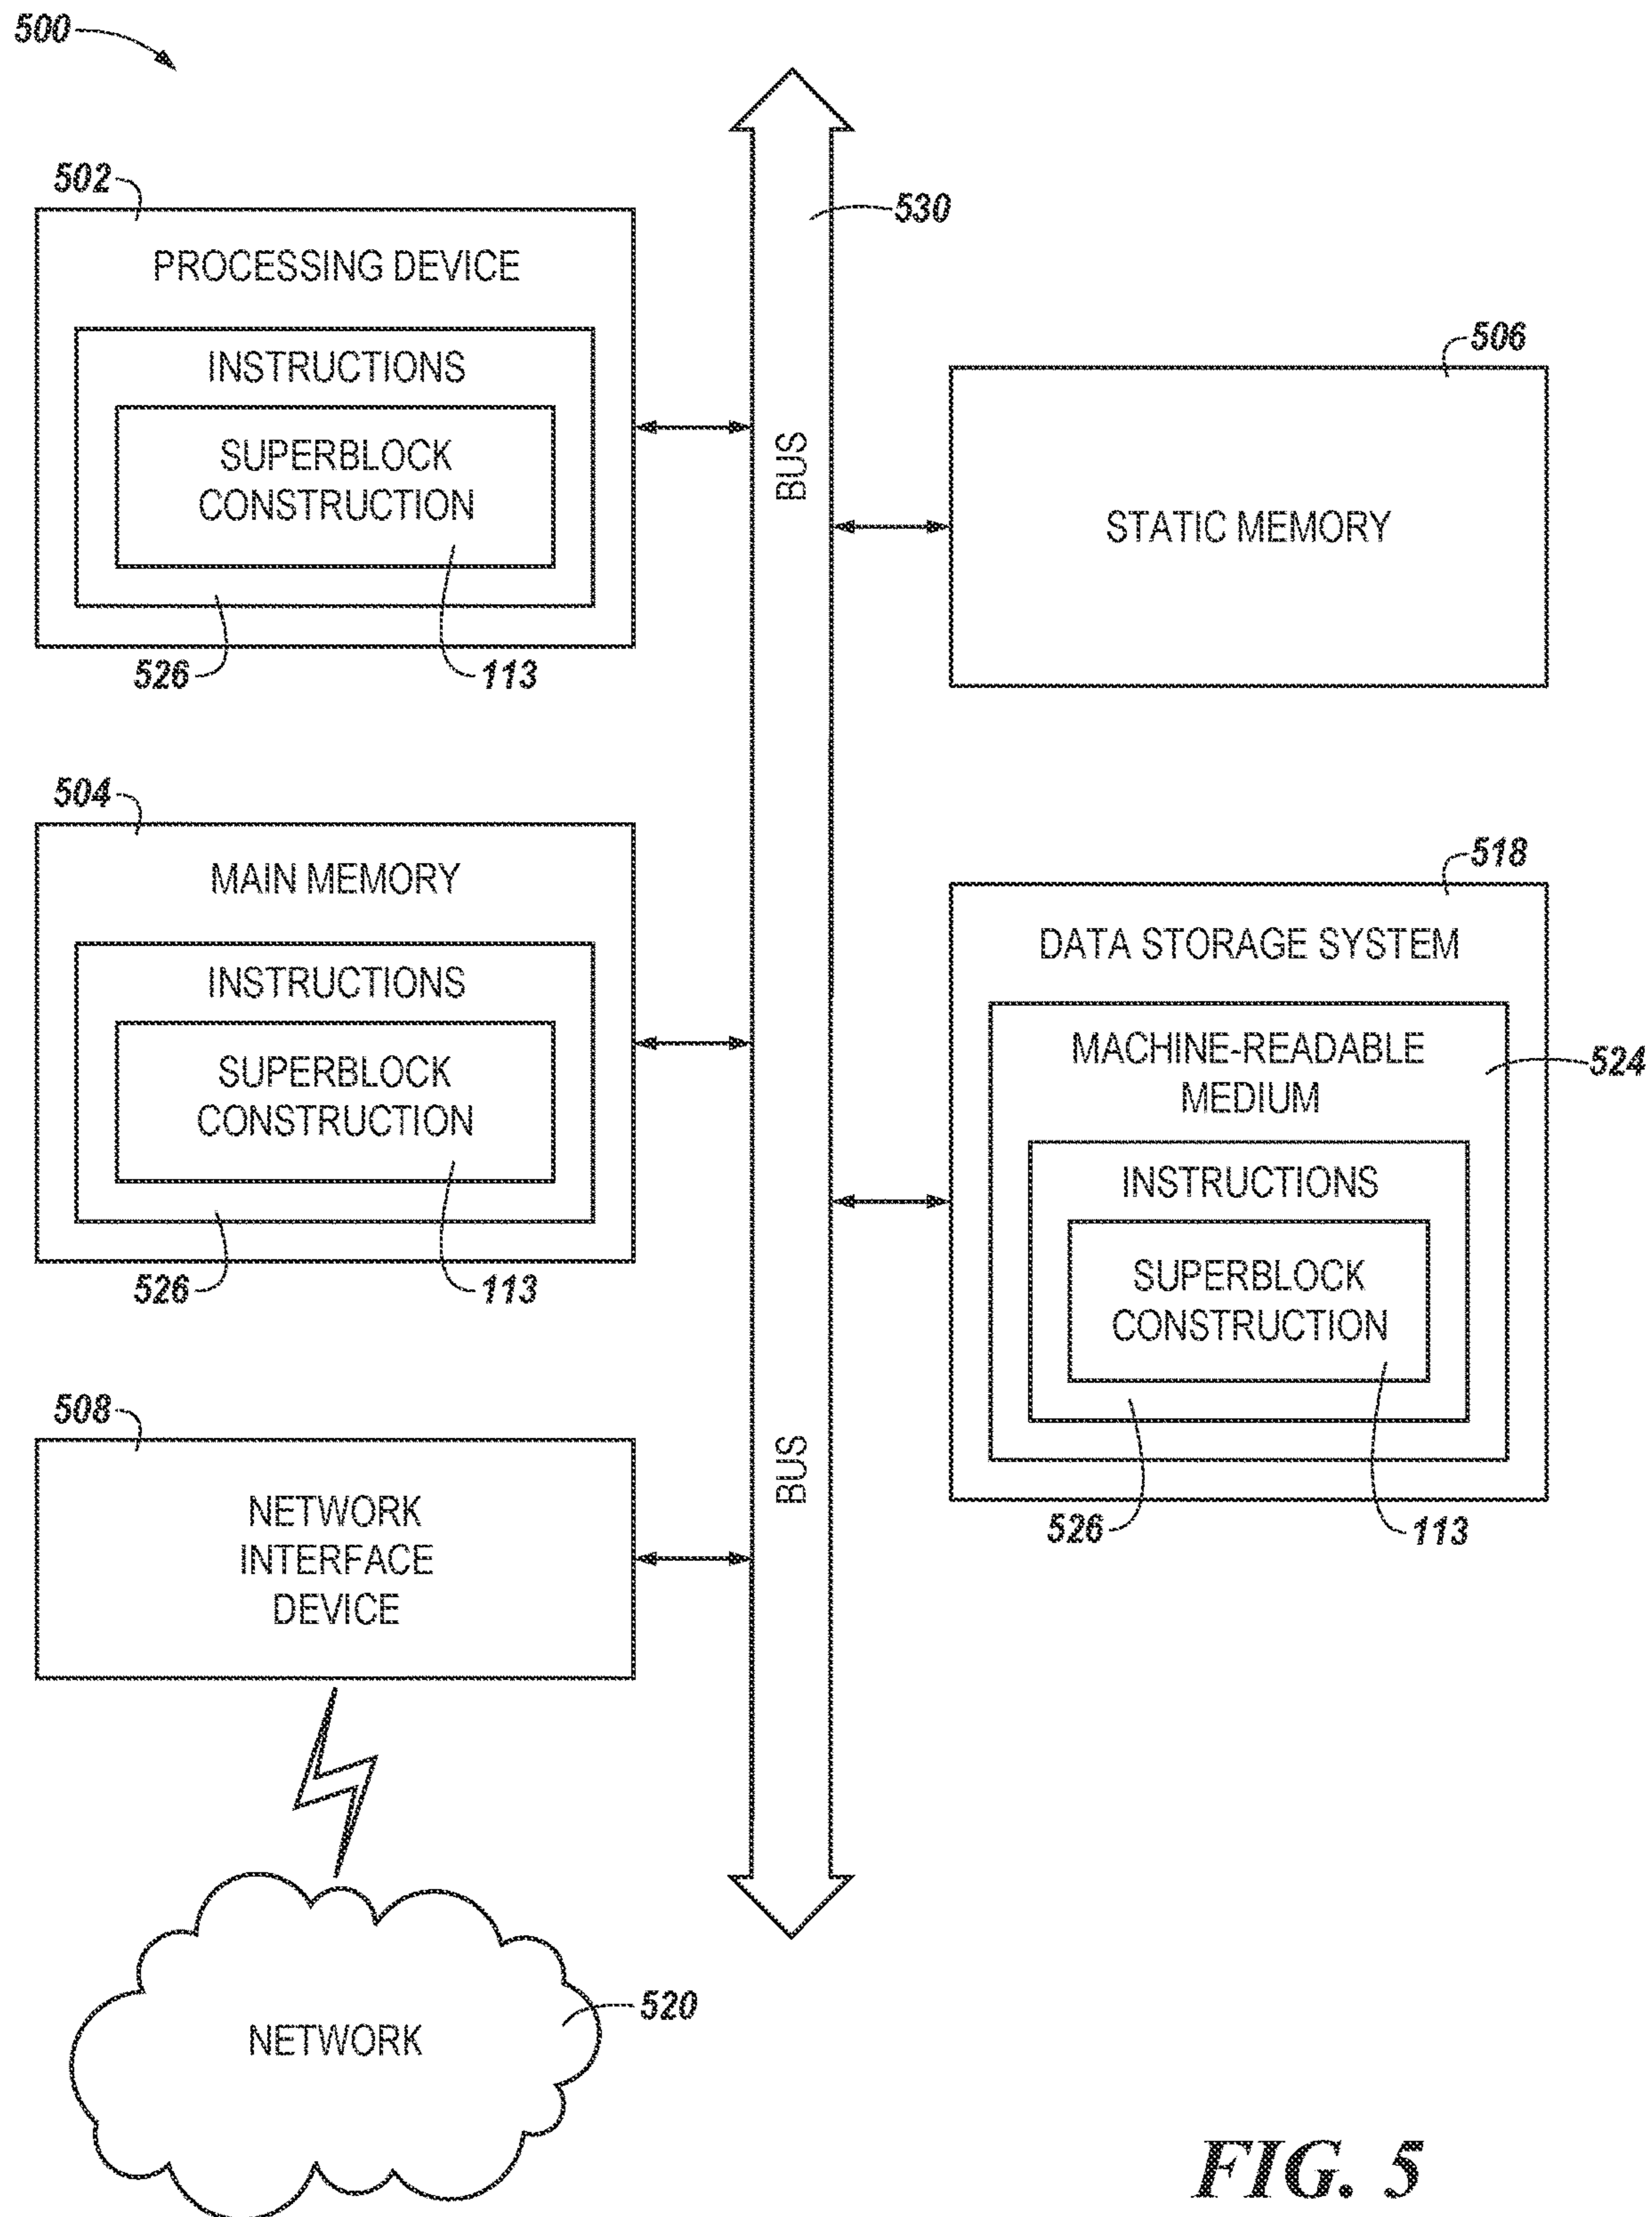 500
502
PROCESSING DEVICE
INSTRUCTIONS
SUPERBLOCK
CONSTRUCTION
526
113
530
BUS
506
STATIC MEMORY
504
MAIN MEMORY
INSTRUCTIONS
SUPERBLOCK
CONSTRUCTION
526
113
518
DATA STORAGE SYSTEM
MACHINE-READABLE
MEDIUM
524
INSTRUCTIONS
SUPERBLOCK
CONSTRUCTION
526
113
508
NETWORK
INTERFACE
DEVICE
BUS
NETWORK
520
FIG. 5